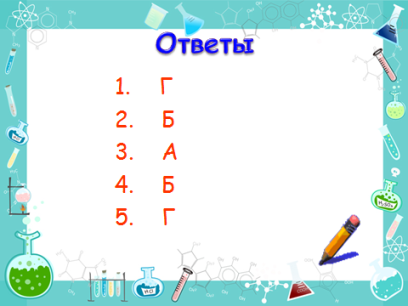 Ответы
1. Г
2. Б
3. А
4. Б
5. Г